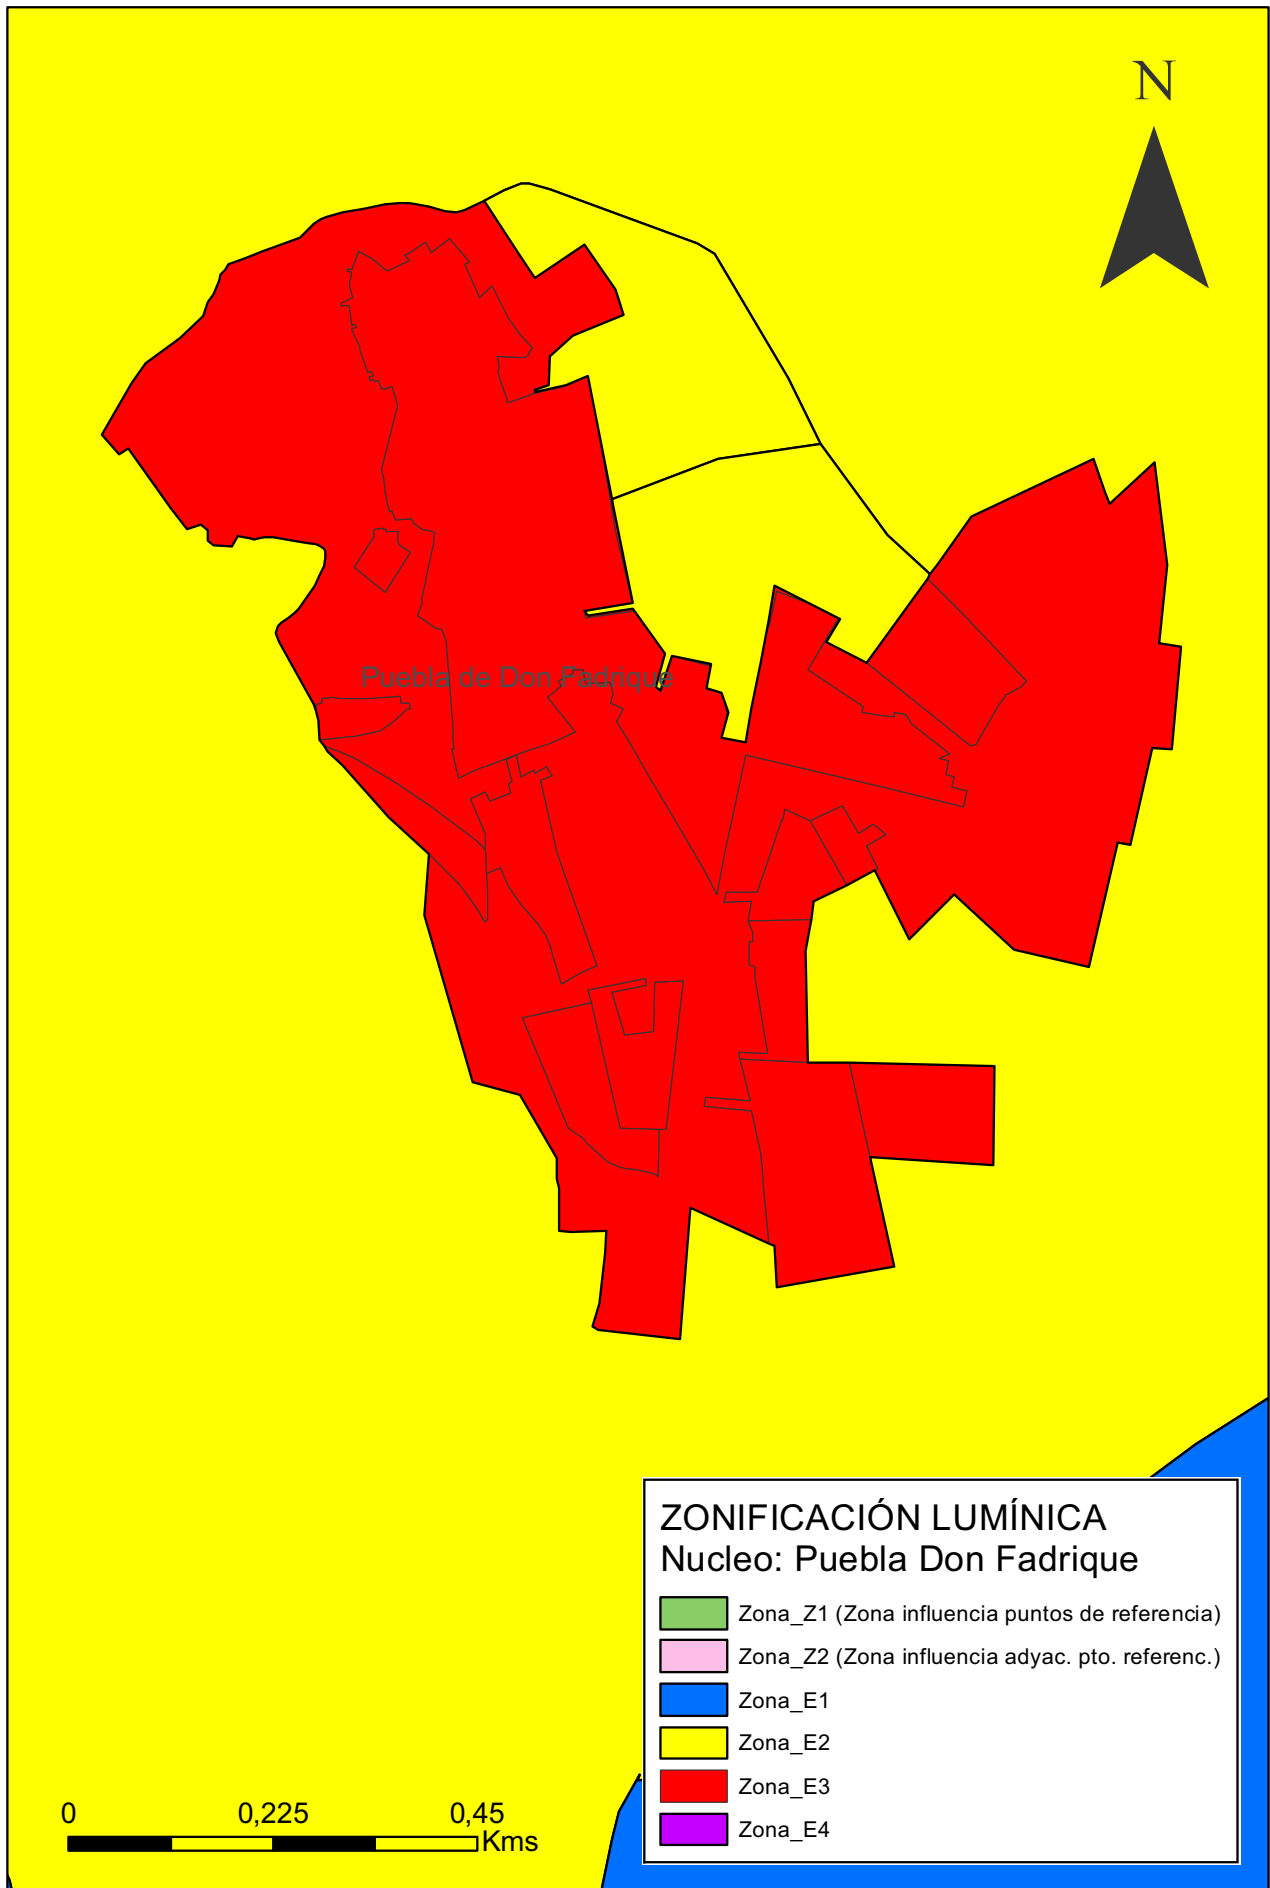 N
Puebla de Don Fadrique
ZONIFICACIÓN LUMÍNICA
Nucleo: Puebla Don Fadrique
Zona_Z1 (Zona influencia puntos de referencia)
Zona_Z2 (Zona influencia adyac. pto. referenc.)
Zona_E1
Zona_E2
Zona_E3
Zona_E4
0 0,225 0,45
Kms